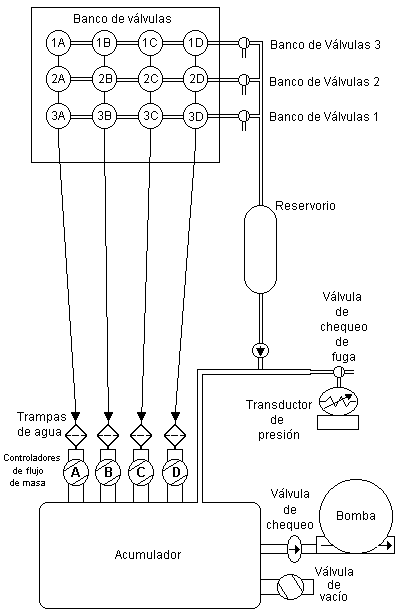 Banco de válvulas
1A 1B 1C 1D
Banco de Válvulas 3
2A 2B 2C 2D
Banco de Válvulas 2
3A 3B 3C 3D
Banco de Válvulas 1
Reservorio
Válvula
de
chequeo
de
fuga
Transductor
de
presión
Trampas
de agua
Controladores
de flujo
de masa
A B C D
Acumulador
Válvula
de
chequeo
Bomba
Válvula
de
vacío